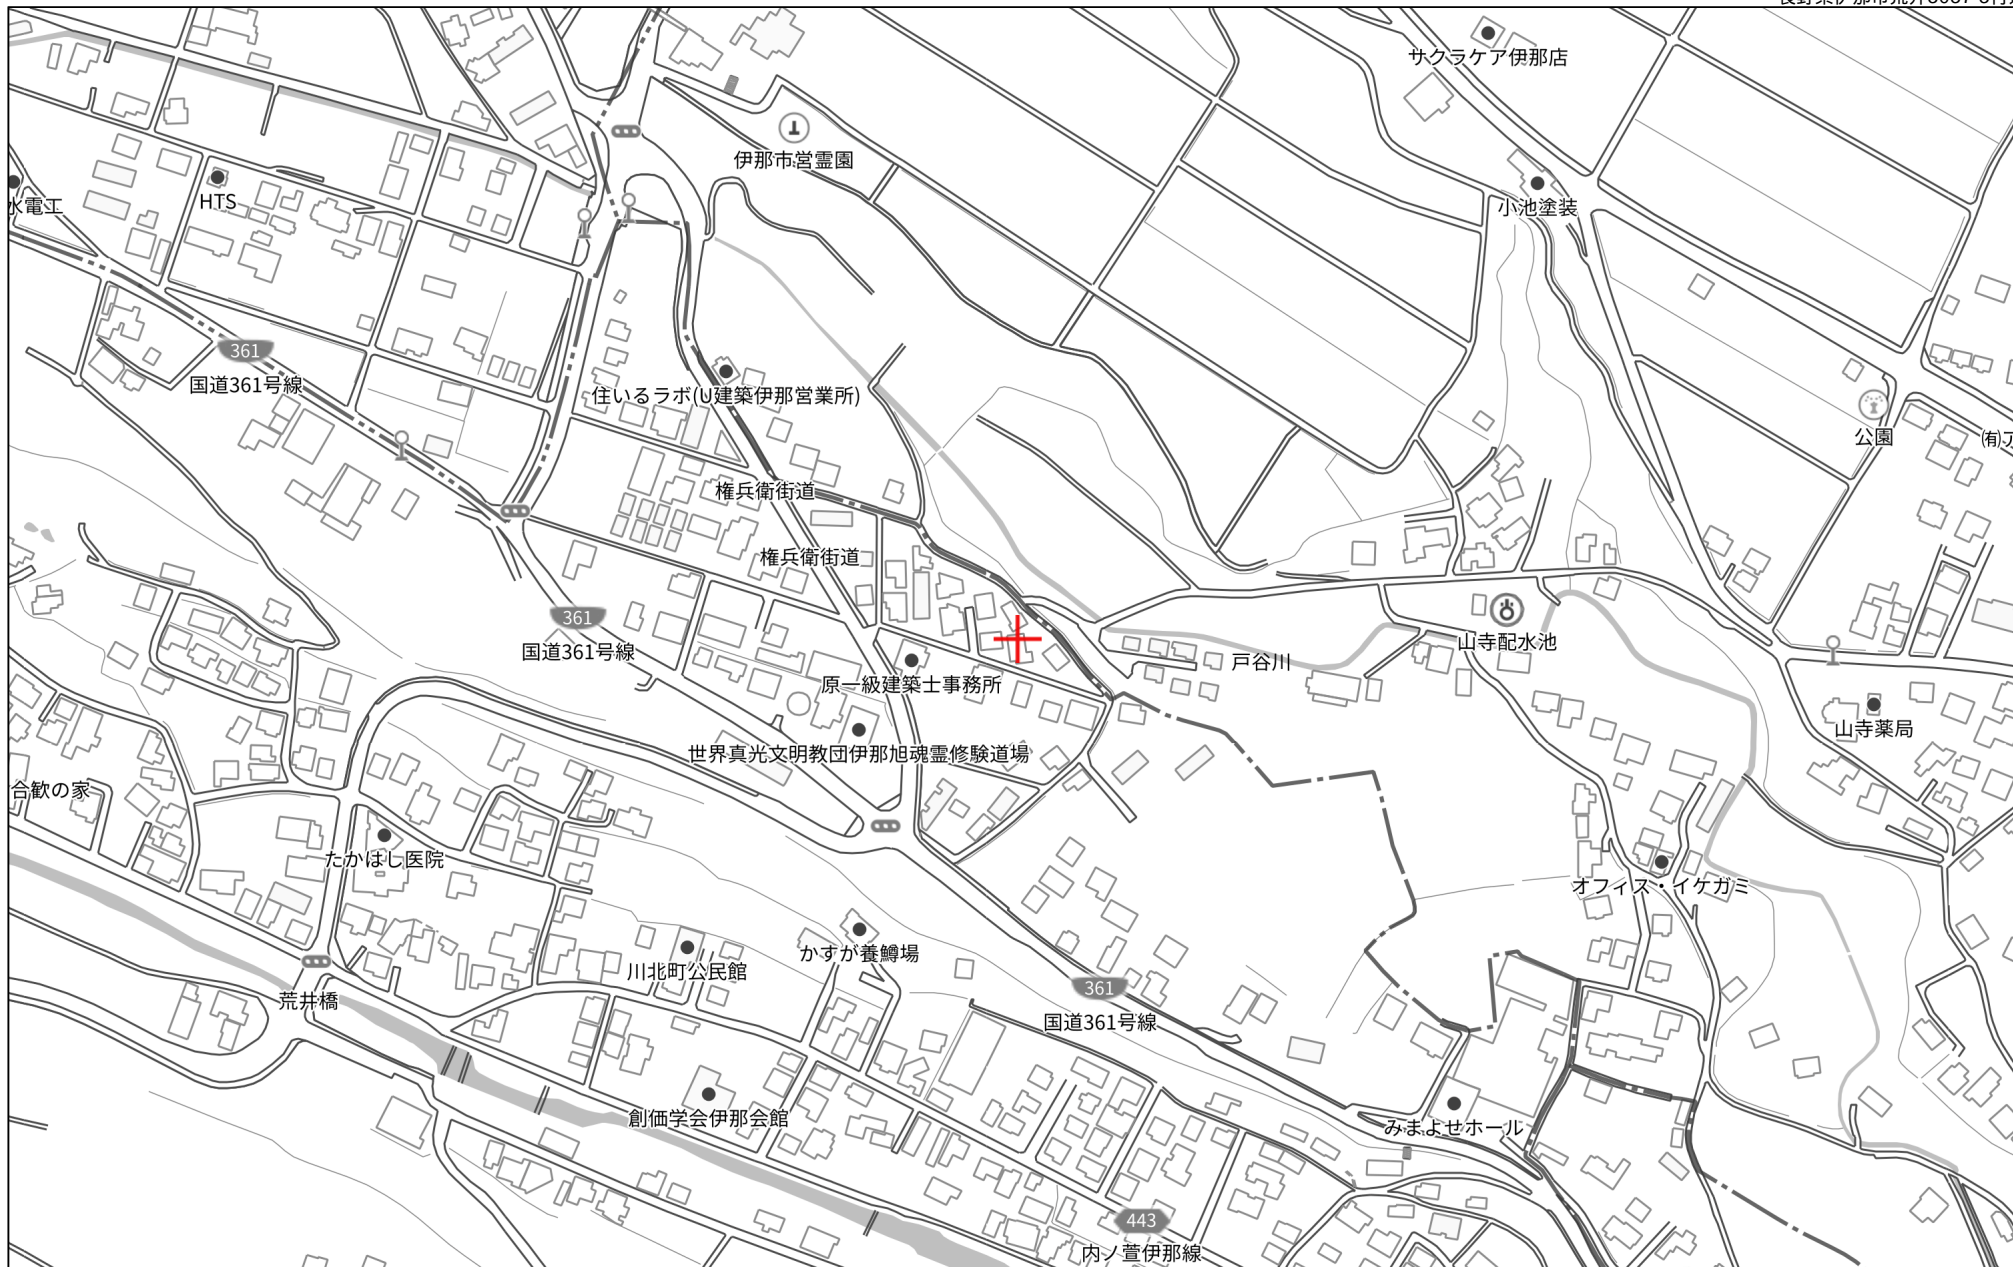 サクラケア伊那店
伊那市営霊園
HTS
水電工
小池塗装
361
国道361号線
住いるラボ(U建築伊那営業所)
公園
権兵衛街道
権兵衛街道
361
国道361号線
山寺配水池
戸谷川
原一級建築士事務所
山寺薬局
世界真光文明教団伊那旭魂霊修験道場
合歓の家
たかはし医院
オフィス・イケガミ
かすが養鱒場
川北町公民館
荒井橋
361
国道361号線
創価学会伊那会館
みまよせホール
443
内ノ萱伊那線